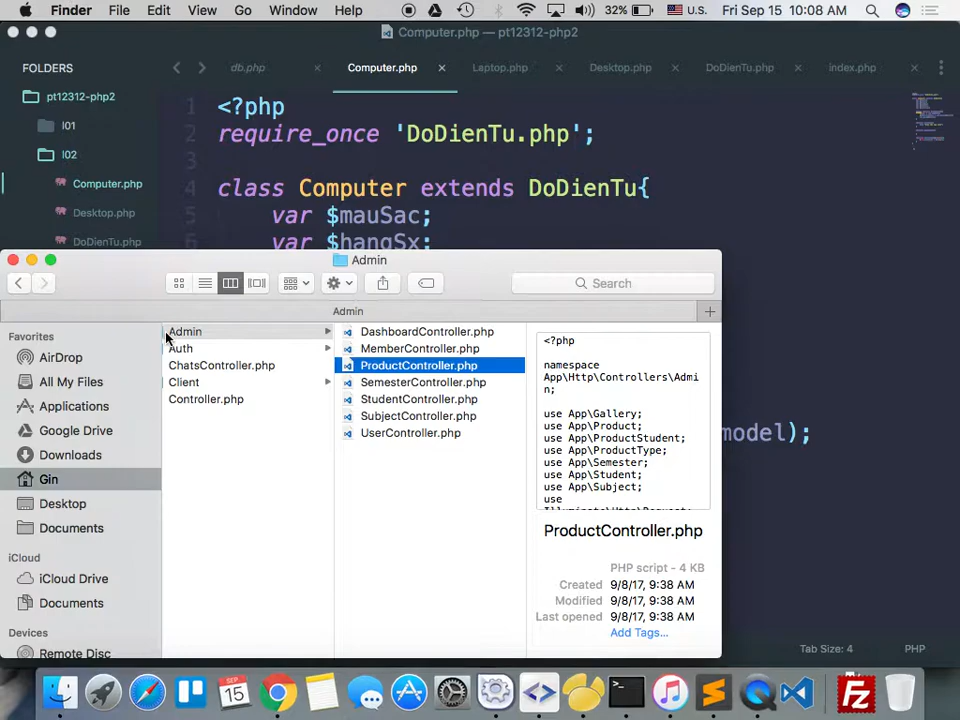 Finder File Edit View Go Window Help 32% U.S. Fri Sep 15 10:08 AM
Computer.php — pt12312-php2
FOLDERS
db.php Computer.php Laptop.php Desktop.php DoDienTu.php index.php
pt12312-php2
l01
l02
Computer.php
Desktop.php
DoDienTu.php
1 <?php
2 require_once 'DoDienTu.php';
3
4 class Computer extends DoDienTu{
5 var $mauSac;
6 var $hangSx;
model);
Admin
Search
Admin
Favorites
AirDrop
All My Files
Applications
Google Drive
Downloads
Gin
Desktop
Documents
iCloud
iCloud Drive
Documents
Devices
Remote Disc
Admin
Auth
ChatsController.php
Client
Controller.php
DashboardController.php
MemberController.php
ProductController.php
SemesterController.php
StudentController.php
SubjectController.php
UserController.php
<?php
namespace
App\Http\Controllers\Admi
n;
use App\Gallery;
use App\Product;
use App\ProductStudent;
use App\ProductType;
use App\Semester;
use App\Student;
use App\Subject;
use
Illuminate\Http\Request;
ProductController.php
PHP script - 4 KB
Created 9/8/17, 9:38 AM
Modified 9/8/17, 9:38 AM
Last opened 9/8/17, 9:38 AM
Add Tags...
Tab Size: 4 PHP
SEP
15